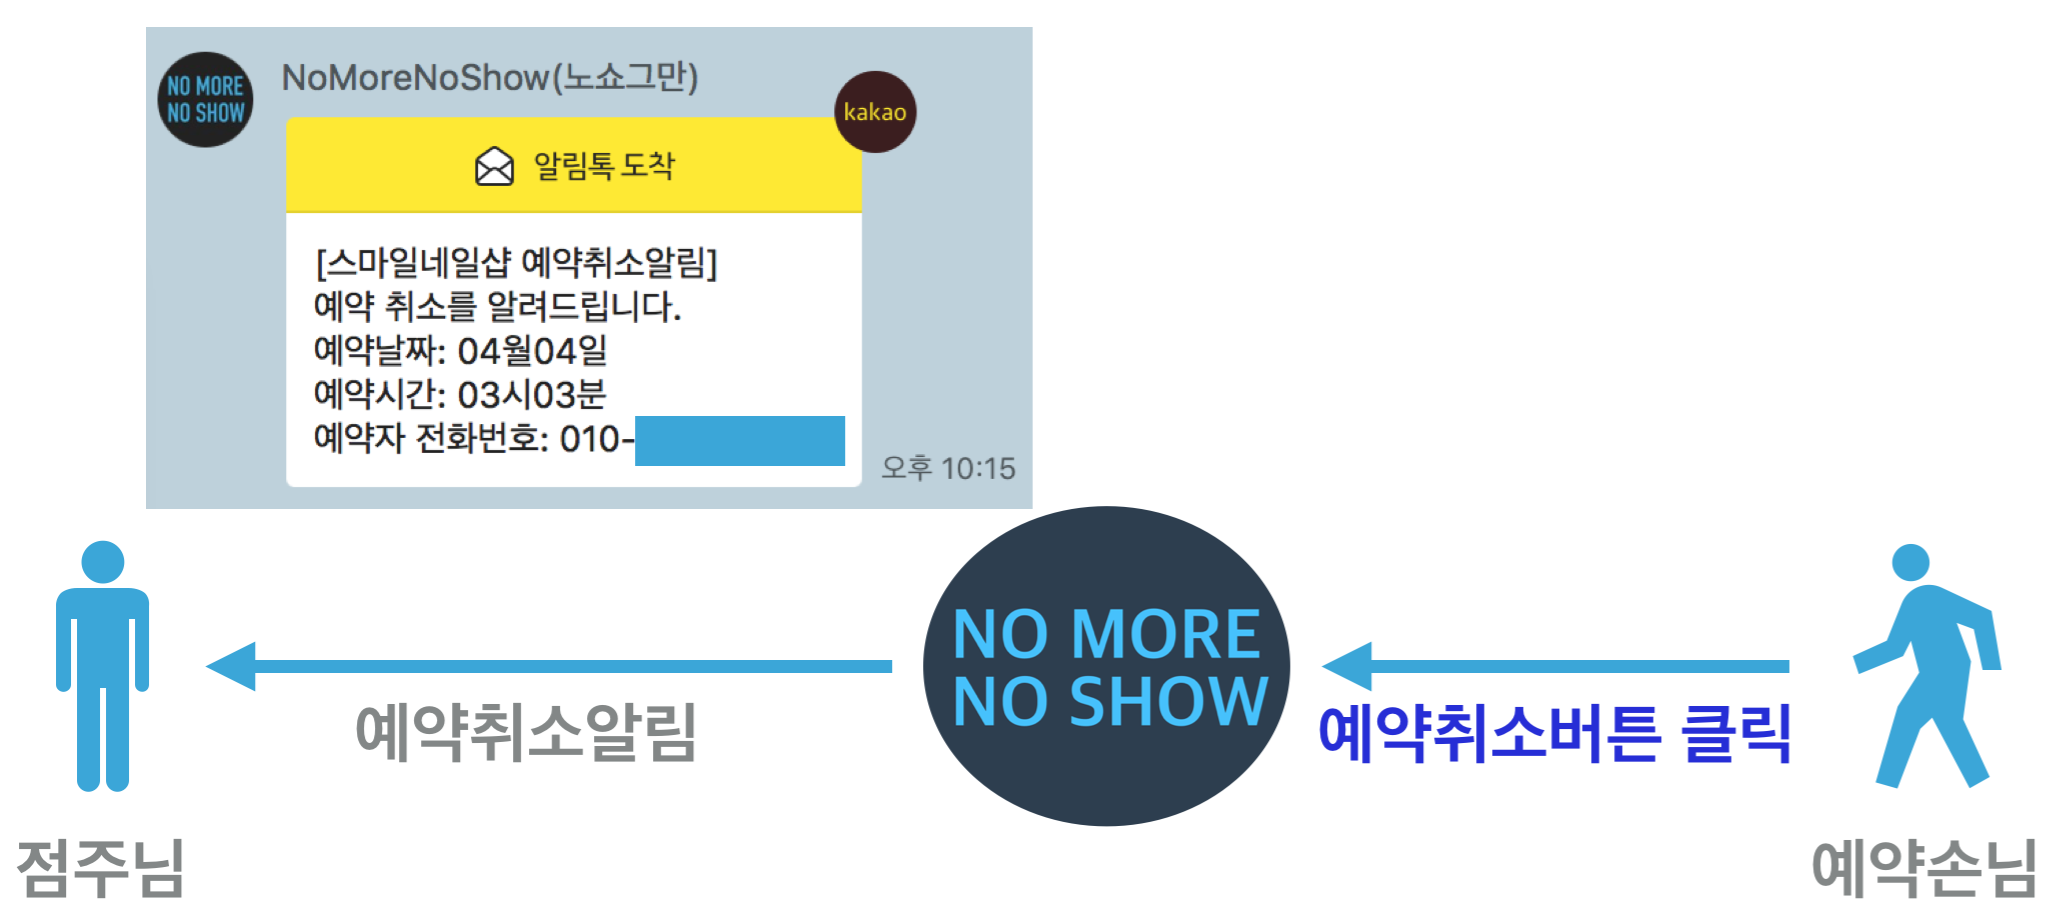 NO MORE
NO SHOW
NoMoreNoShow(노쇼그만)
kakao
알림톡 도착
[스마일네일샵 예약취소알림]
예약 취소를 알려드립니다.
예약날짜: 04월04일
예약시간: 03시03분
예약자 전화번호: 010-
오후 10:15
NO MORE
NO SHOW
예약취소알림
예약취소버튼 클릭
점주님
예약손님